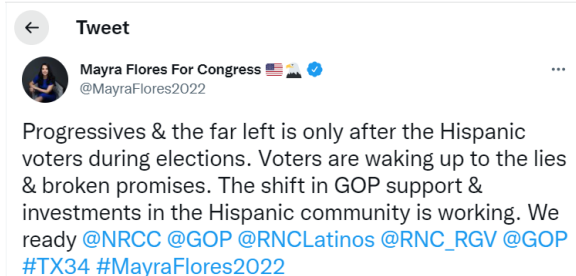 Tweet
Mayra Flores For Congress 🇺🇸🦅
@MayraFlores2022
Progressives & the far left is only after the Hispanic
voters during elections. Voters are waking up to the lies
& broken promises. The shift in GOP support &
investments in the Hispanic community is working. We
ready @NRCC @GOP @RNCLatinos @RNC_RGV @GOP
#TX34 #MayraFlores2022